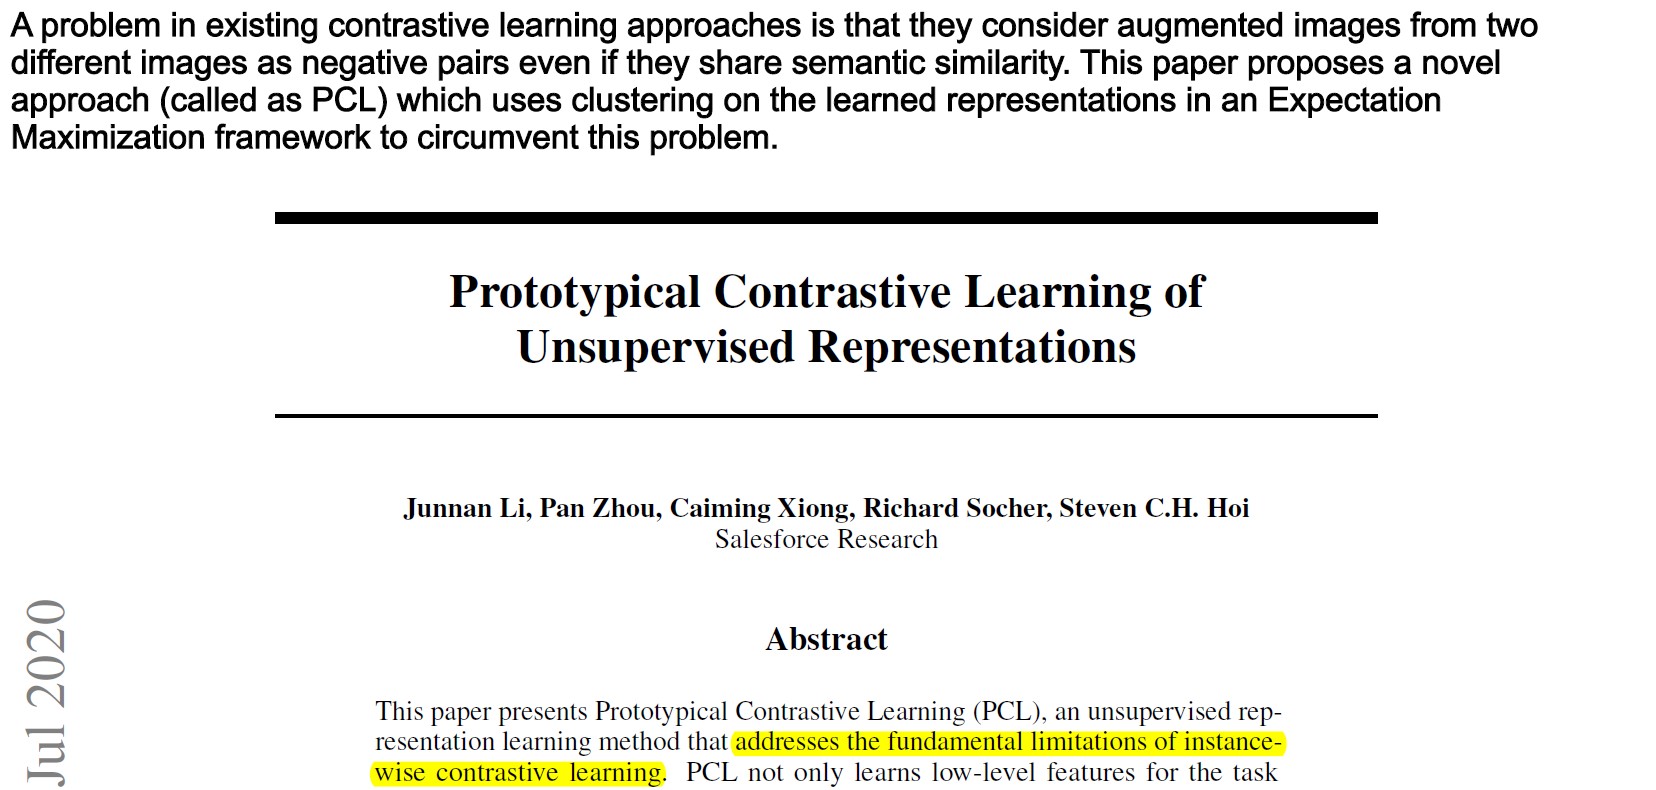 A problem in existing contrastive learning approaches is that they consider augmented images from two
different images as negative pairs even if they share semantic similarity. This paper proposes a novel
approach (called as PCL) which uses clustering on the learned representations in an Expectation
Maximization framework to circumvent this problem.
Prototypical Contrastive Learning of
Unsupervised Representations
Junnan Li, Pan Zhou, Caiming Xiong, Richard Socher, Steven C.H. Hoi
Salesforce Research
Abstract
This paper presents Prototypical Contrastive Learning (PCL), an unsupervised rep-
resentation learning method that addresses the fundamental limitations of instance-
wise contrastive learning. PCL not only learns low-level features for the task
Jul 2020